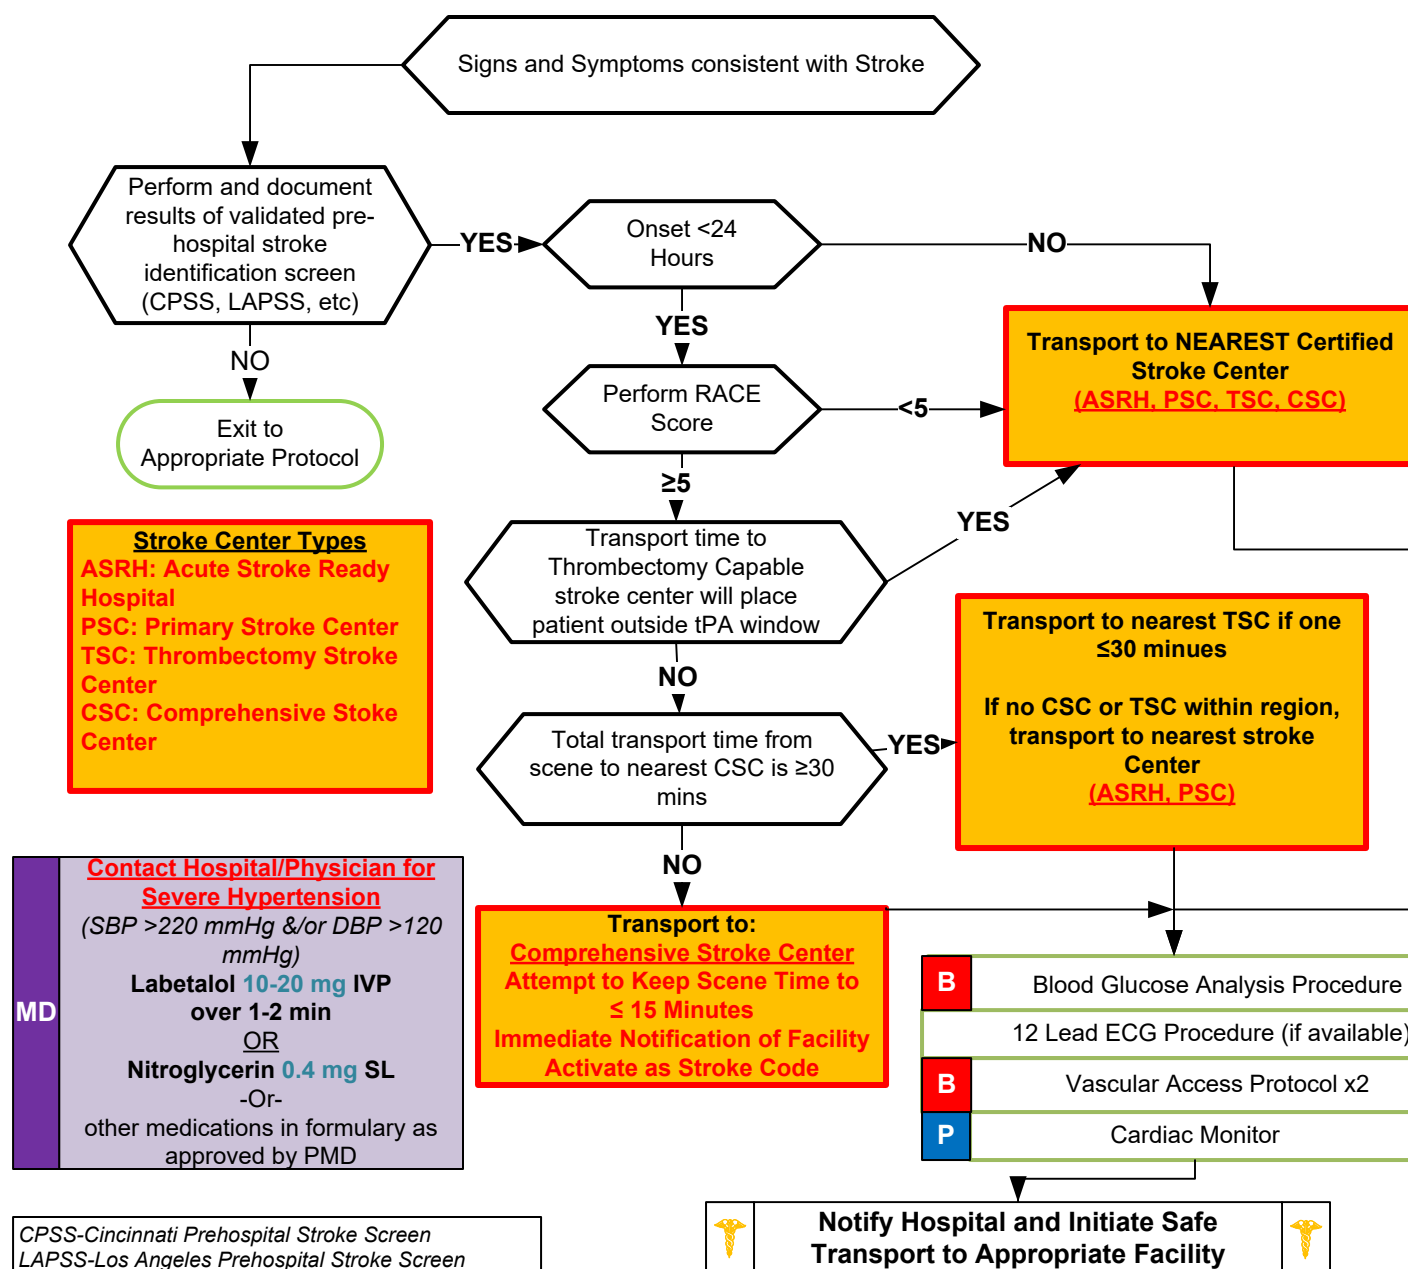 Signs and Symptoms consistent with Stroke
Perform and document
results of validated pre-
hospital stroke
identification screen
(CPSS, LAPSS, etc)
YES
Onset <24
Hours
NO
YES
NO
Exit to
Appropriate Protocol
Perform RACE
Score
<5
Transport to NEAREST Certified
Stroke Center
(ASRH, PSC, TSC, CSC)
≥5
YES
Transport time to
Thrombectomy Capable
stroke center will place
patient outside tPA window
NO
Stroke Center Types
ASRH: Acute Stroke Ready
Hospital
PSC: Primary Stroke Center
TSC: Thrombectomy Stroke
Center
CSC: Comprehensive Stoke
Center
Total transport time from
scene to nearest CSC is ≥30
mins
YES
Transport to nearest TSC if one
≤30 minues
If no CSC or TSC within region,
transport to nearest stroke
Center
(ASRH, PSC)
NO
Transport to:
Comprehensive Stroke Center
Attempt to Keep Scene Time to
≤ 15 Minutes
Immediate Notification of Facility
Activate as Stroke Code
MD
Contact Hospital/Physician for
Severe Hypertension
(SBP >220 mmHg &/or DBP >120
mmHg)
Labetalol 10-20 mg IVP
over 1-2 min
OR
Nitroglycerin 0.4 mg SL
-Or-
other medications in formulary as
approved by PMD
B Blood Glucose Analysis Procedure
12 Lead ECG Procedure (if available)
B Vascular Access Protocol x2
P Cardiac Monitor
Notify Hospital and Initiate Safe
Transport to Appropriate Facility
CPSS-Cincinnati Prehospital Stroke Screen
LAPSS-Los Angeles Prehospital Stroke Screen